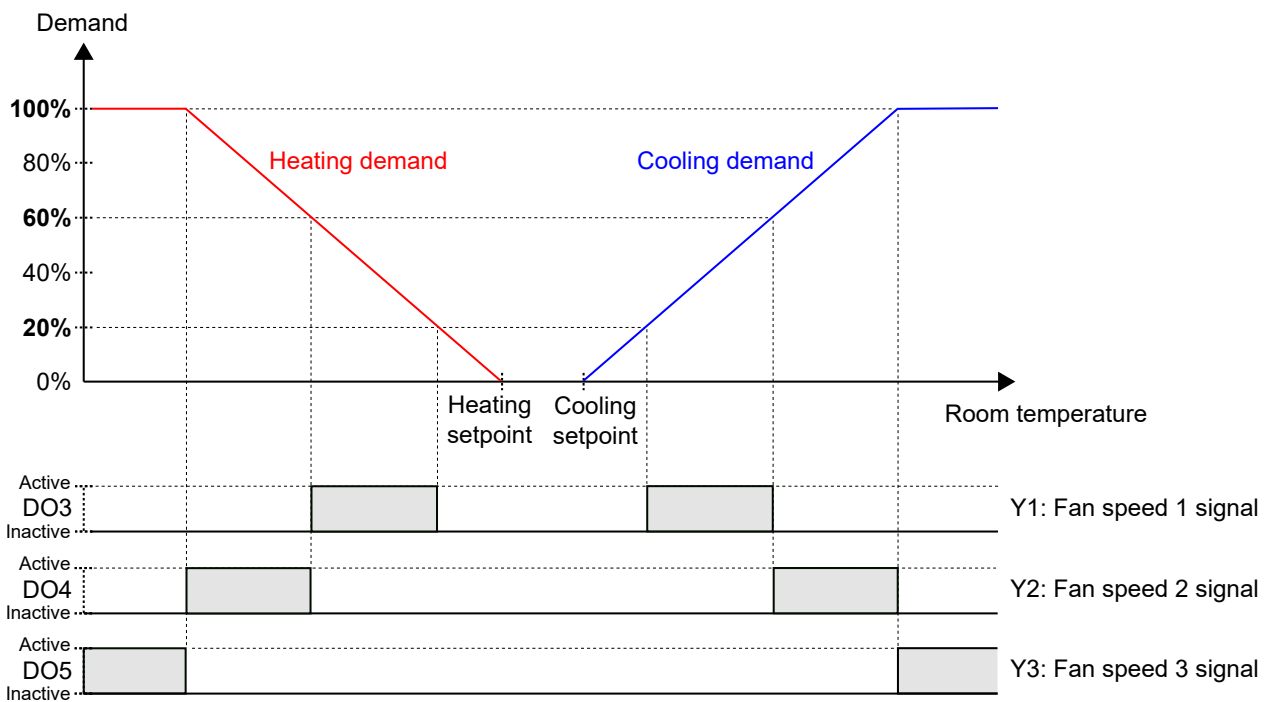 Demand
100%
80%
Heating demand
Cooling demand
60%
40%
20%
0%
Heating
setpoint
Cooling
setpoint
Room temperature
Active
DO3
Inactive
Y1: Fan speed 1 signal
Active
DO4
Inactive
Y2: Fan speed 2 signal
Active
DO5
Inactive
Y3: Fan speed 3 signal